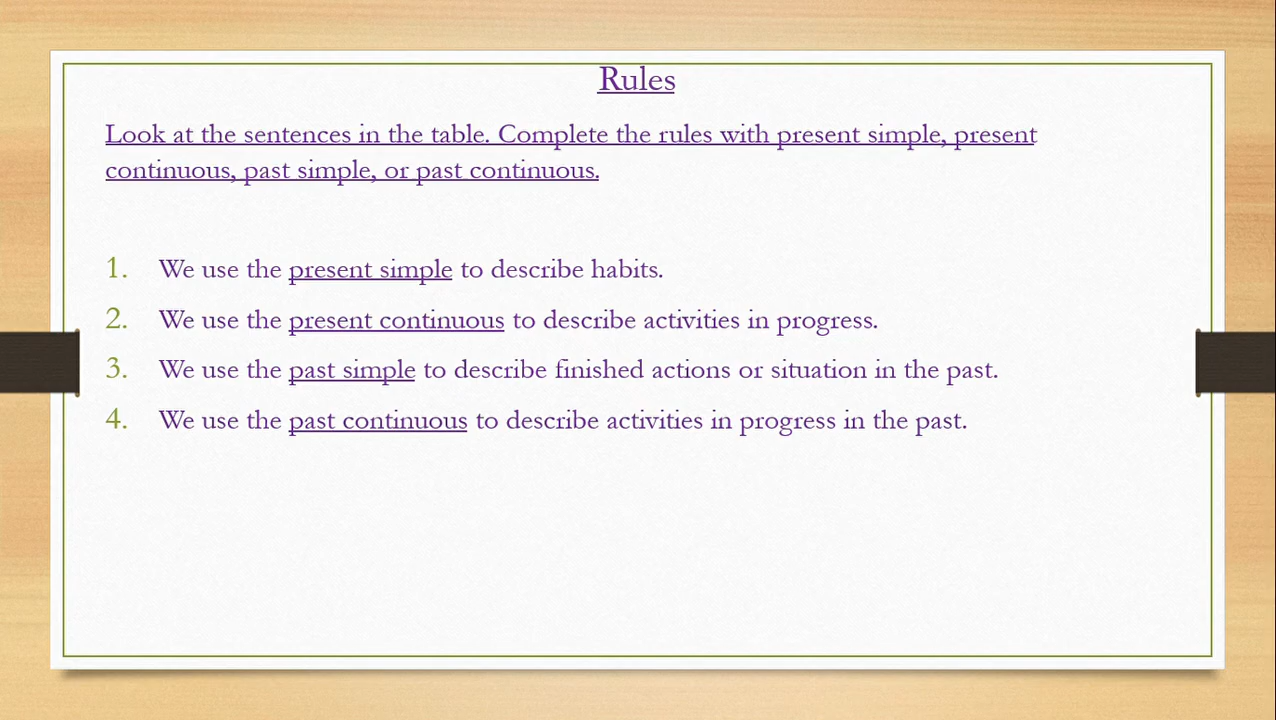 Rules
Look at the sentences in the table. Complete the rules with present simple, present
continuous, past simple, or past continuous.
1. We use the present simple to describe habits.
2. We use the present continuous to describe activities in progress.
3. We use the past simple to describe finished actions or situation in the past.
4. We use the past continuous to describe activities in progress in the past.